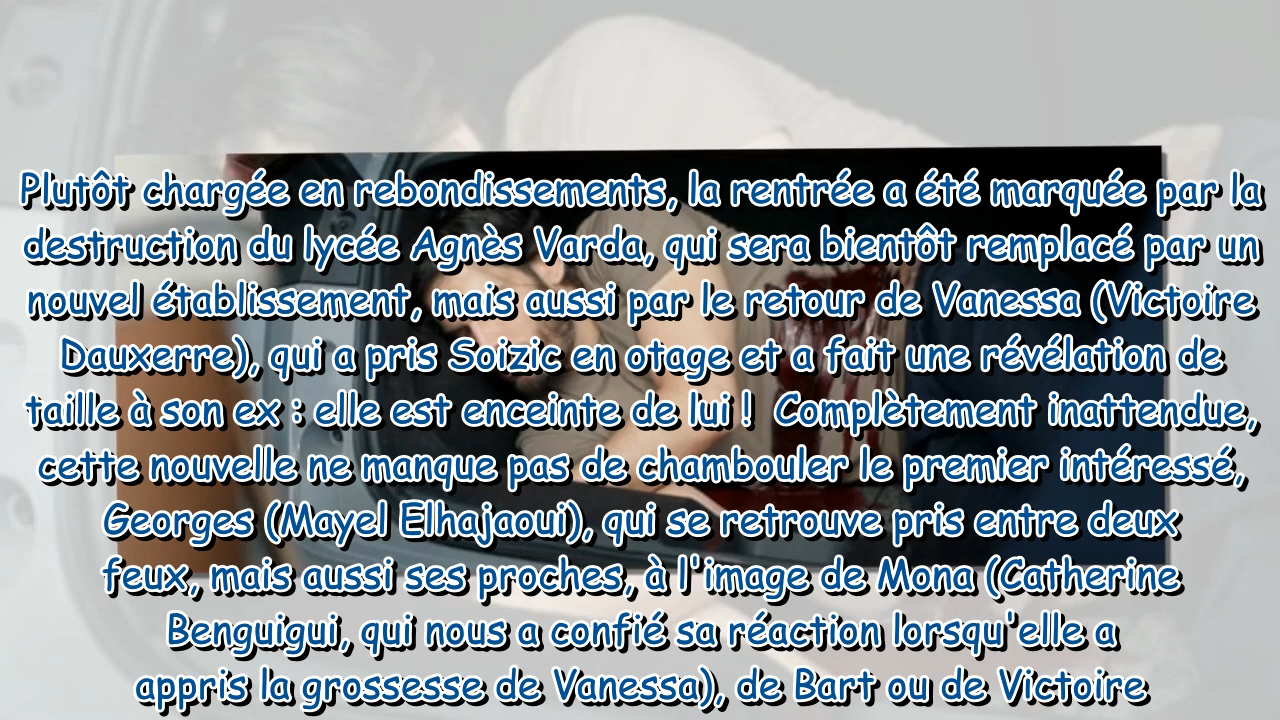 Plutôt chargée en rebondissements, la rentrée a été marquée par la
destruction du lycée Agnès Varda, qui sera bientôt remplacé par un
nouvel établissement, mais aussi par le retour de Vanessa (Victoire
Dauxerre), qui a pris Soizic en otage et a fait une révélation de
taille à son ex : elle est enceinte de lui !  Complètement inattendue,
cette nouvelle ne manque pas de chambouler le premier intéressé,
Georges (Mayel Elhajaoui), qui se retrouve pris entre deux
feux, mais aussi ses proches, à l'image de Mona (Catherine
Benguigui, qui nous a confié sa réaction lorsqu'elle a
appris la grossesse de Vanessa), de Bart ou de Victoire